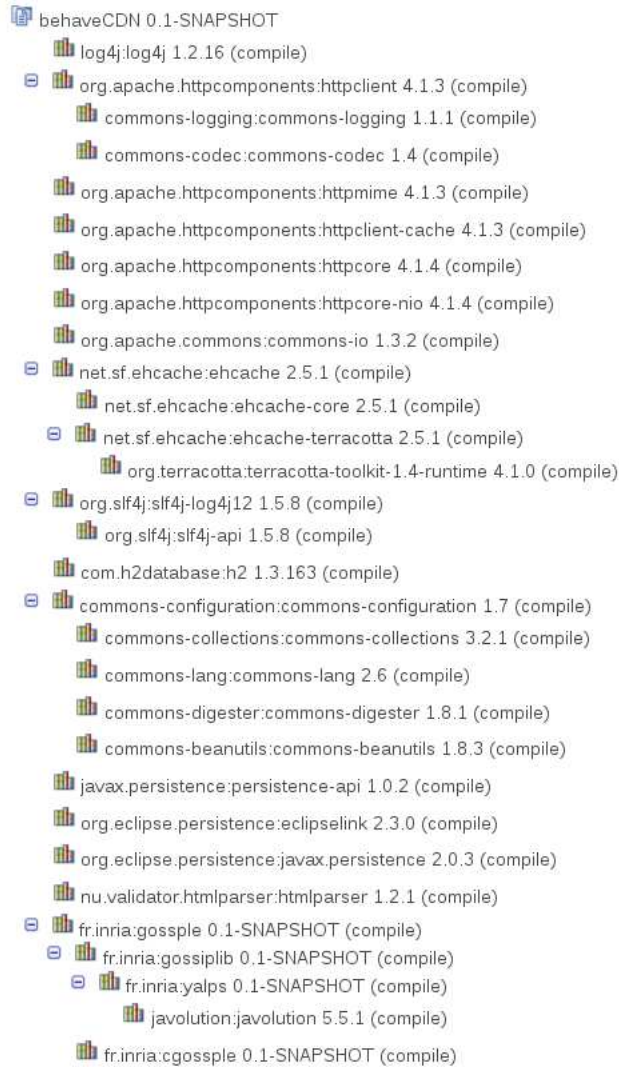 behaveCDN 0.1-SNAPSHOT
log4j:log4j 1.2.16 (compile)
org.apache.httpcomponents:httpclient 4.1.3 (compile)
commons-logging:commons-logging 1.1.1 (compile)
commons-codec:commons-codec 1.4 (compile)
org.apache.httpcomponents:httpmime 4.1.3 (compile)
org.apache.httpcomponents:httpclient-cache 4.1.3 (compile)
org.apache.httpcomponents:httpcore 4.1.4 (compile)
org.apache.httpcomponents:httpcore-nio 4.1.4 (compile)
org.apache.commons:commons-io 1.3.2 (compile)
net.sf.ehcache:ehcache 2.5.1 (compile)
net.sf.ehcache:ehcache-core 2.5.1 (compile)
net.sf.ehcache:ehcache-terracotta 2.5.1 (compile)
org.terracotta:terracotta-toolkit-1.4-runtime 4.1.0 (compile)
org.slf4j:slf4j-log4j12 1.5.8 (compile)
org.slf4j:slf4j-api 1.5.8 (compile)
com.h2database:h2 1.3.163 (compile)
commons-configuration:commons-configuration 1.7 (compile)
commons-collections:commons-collections 3.2.1 (compile)
commons-lang:commons-lang 2.6 (compile)
commons-digester:commons-digester 1.8.1 (compile)
commons-beanutils:commons-beanutils 1.8.3 (compile)
javax.persistence:persistence-api 1.0.2 (compile)
org.eclipse.persistence:eclipselink 2.3.0 (compile)
org.eclipse.persistence:javax.persistence 2.0.3 (compile)
nu.validator.htmlparser:htmlparser 1.2.1 (compile)
fr.inria:gossple 0.1-SNAPSHOT (compile)
fr.inria:gossiplib 0.1-SNAPSHOT (compile)
fr.inria:yalps 0.1-SNAPSHOT (compile)
javolution:javolution 5.5.1 (compile)
fr.inria:cgossple 0.1-SNAPSHOT (compile)